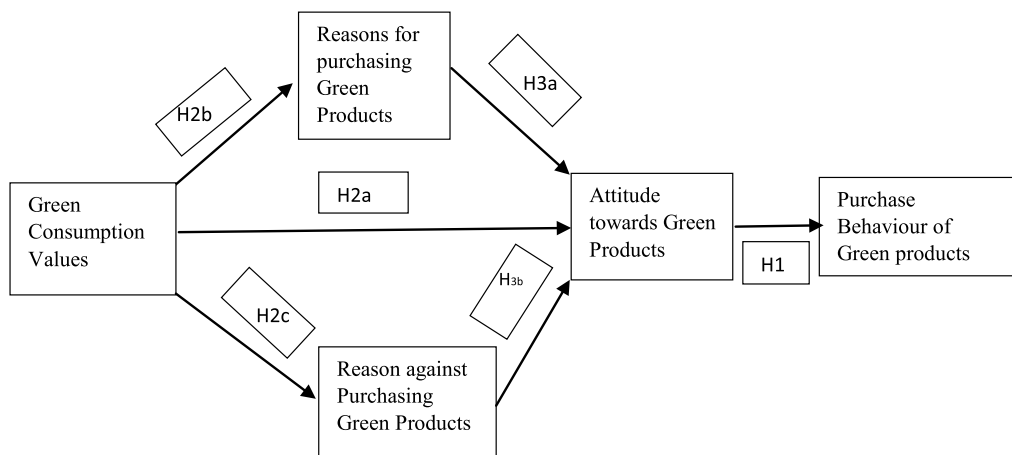 Reasons for
purchasing
Green
Products
H3a
H2b
H2a
Green
Consumption
Values
Attitude
towards Green
Products
Purchase
Behaviour of
Green products
H1
H3b
H2c
Reason against
Purchasing
Green Products